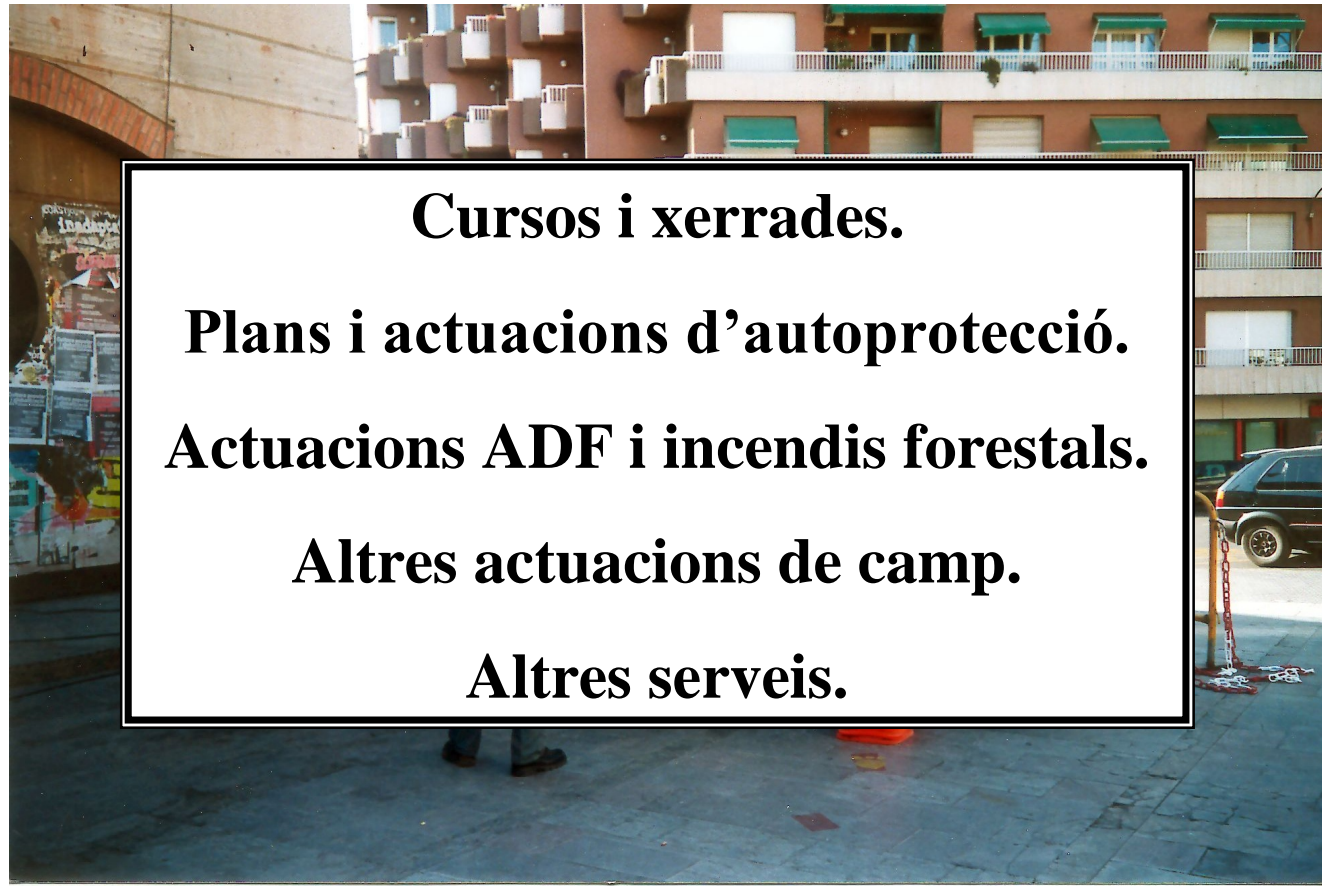 Cursos i xerrades.
Plans i actuacions d’autoprotecció.
Actuacions ADF i incendis forestals.
Altres actuacions de camp.
Altres serveis.